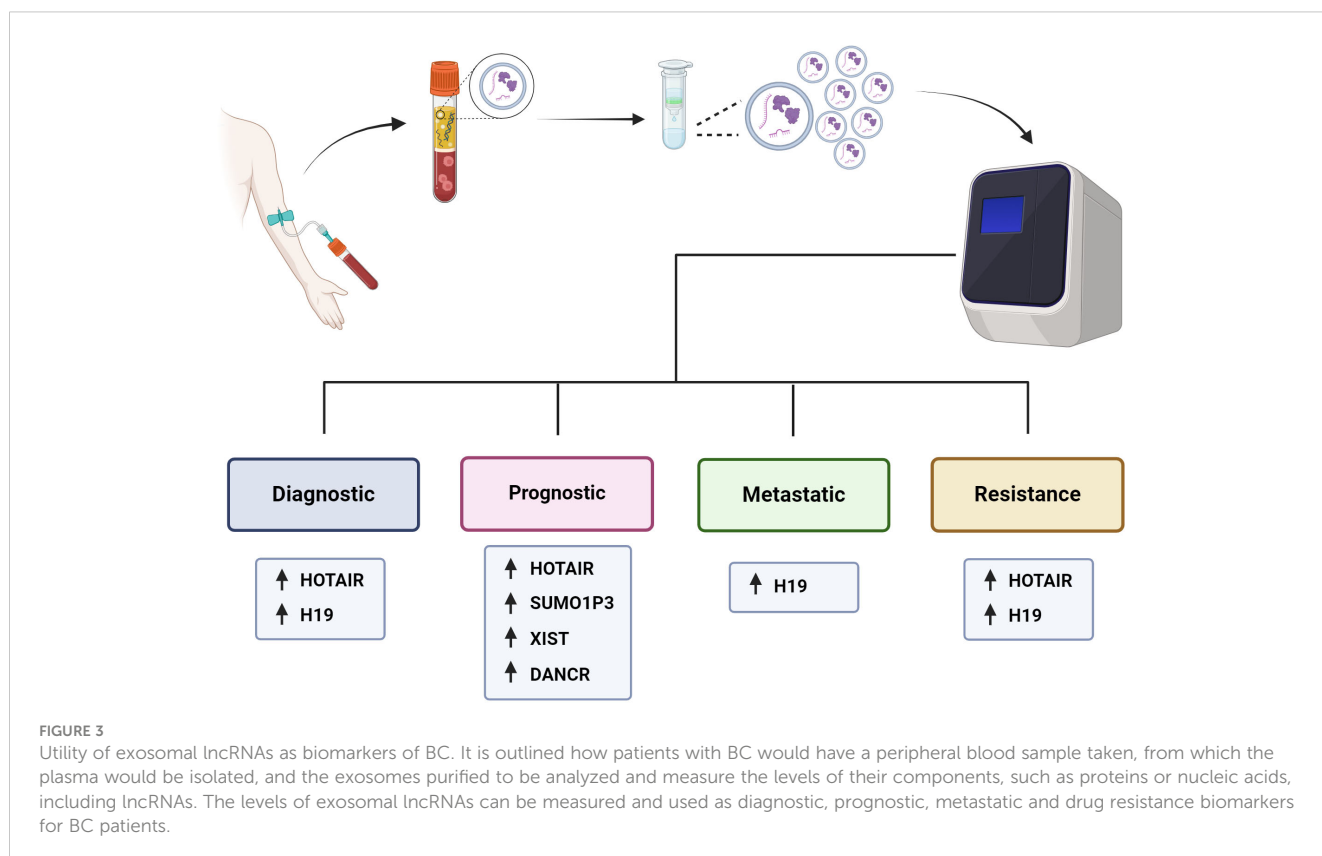 Diagnostic
Prognostic
Metastatic
Resistance
HOTAIR
H19
HOTAIR
SUMO1P3
XIST
DANCR
H19
HOTAIR
H19
FIGURE 3
Utility of exosomal lncRNAs as biomarkers of BC. It is outlined how patients with BC would have a peripheral blood sample taken, from which the
plasma would be isolated, and the exosomes purified to be analyzed and measure the levels of their components, such as proteins or nucleic acids,
including lncRNAs. The levels of exosomal lncRNAs can be measured and used as diagnostic, prognostic, metastatic and drug resistance biomarkers
for BC patients.